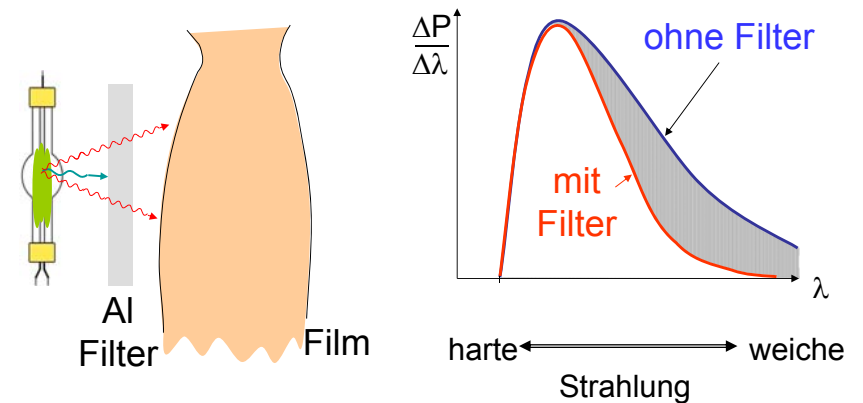 Al
Filter
Film
ΔP
Δλ
ohne Filter
mit
Filter
λ
harte
weiche
Strahlung